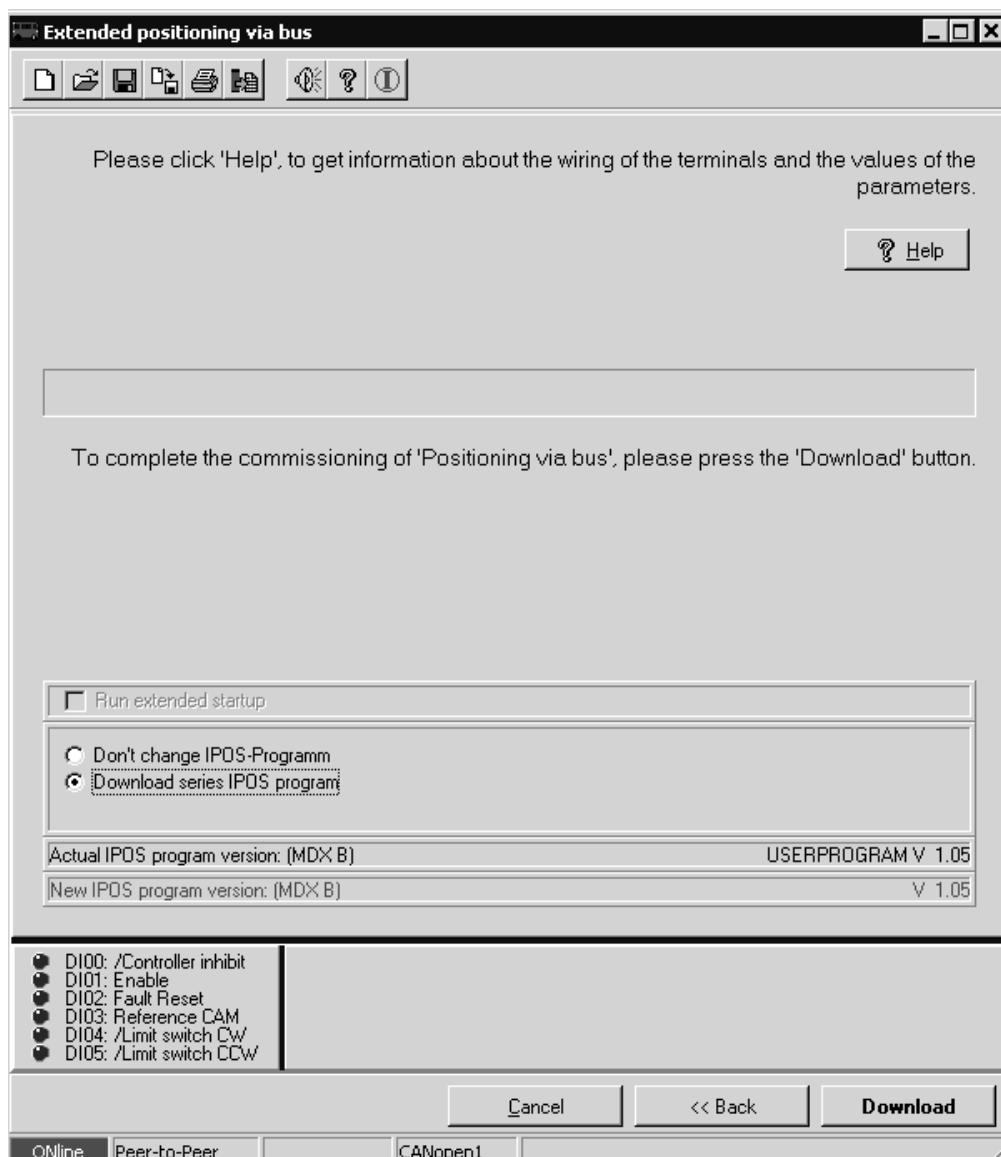 Extended positioning via bus
Please click 'Help', to get information about the wiring of the terminals and the values of the
parameters.
? Help
To complete the commissioning of 'Positioning via bus', please press the 'Download' button.
Run extended startup
Don't change IPOS-Programm
Download series IPOS program
Actual IPOS program version: (MDX B) USERPROGRAM V 1.05
New IPOS program version: (MDX B) V 1.05
DI00: /Controller inhibit
DI01: Enable
DI02: Fault Reset
DI03: Reference CAM
DI04: /Limit switch CW
DI05: /Limit switch CCW
Cancel << Back Download
ONline Peer-to-Peer CANopen1